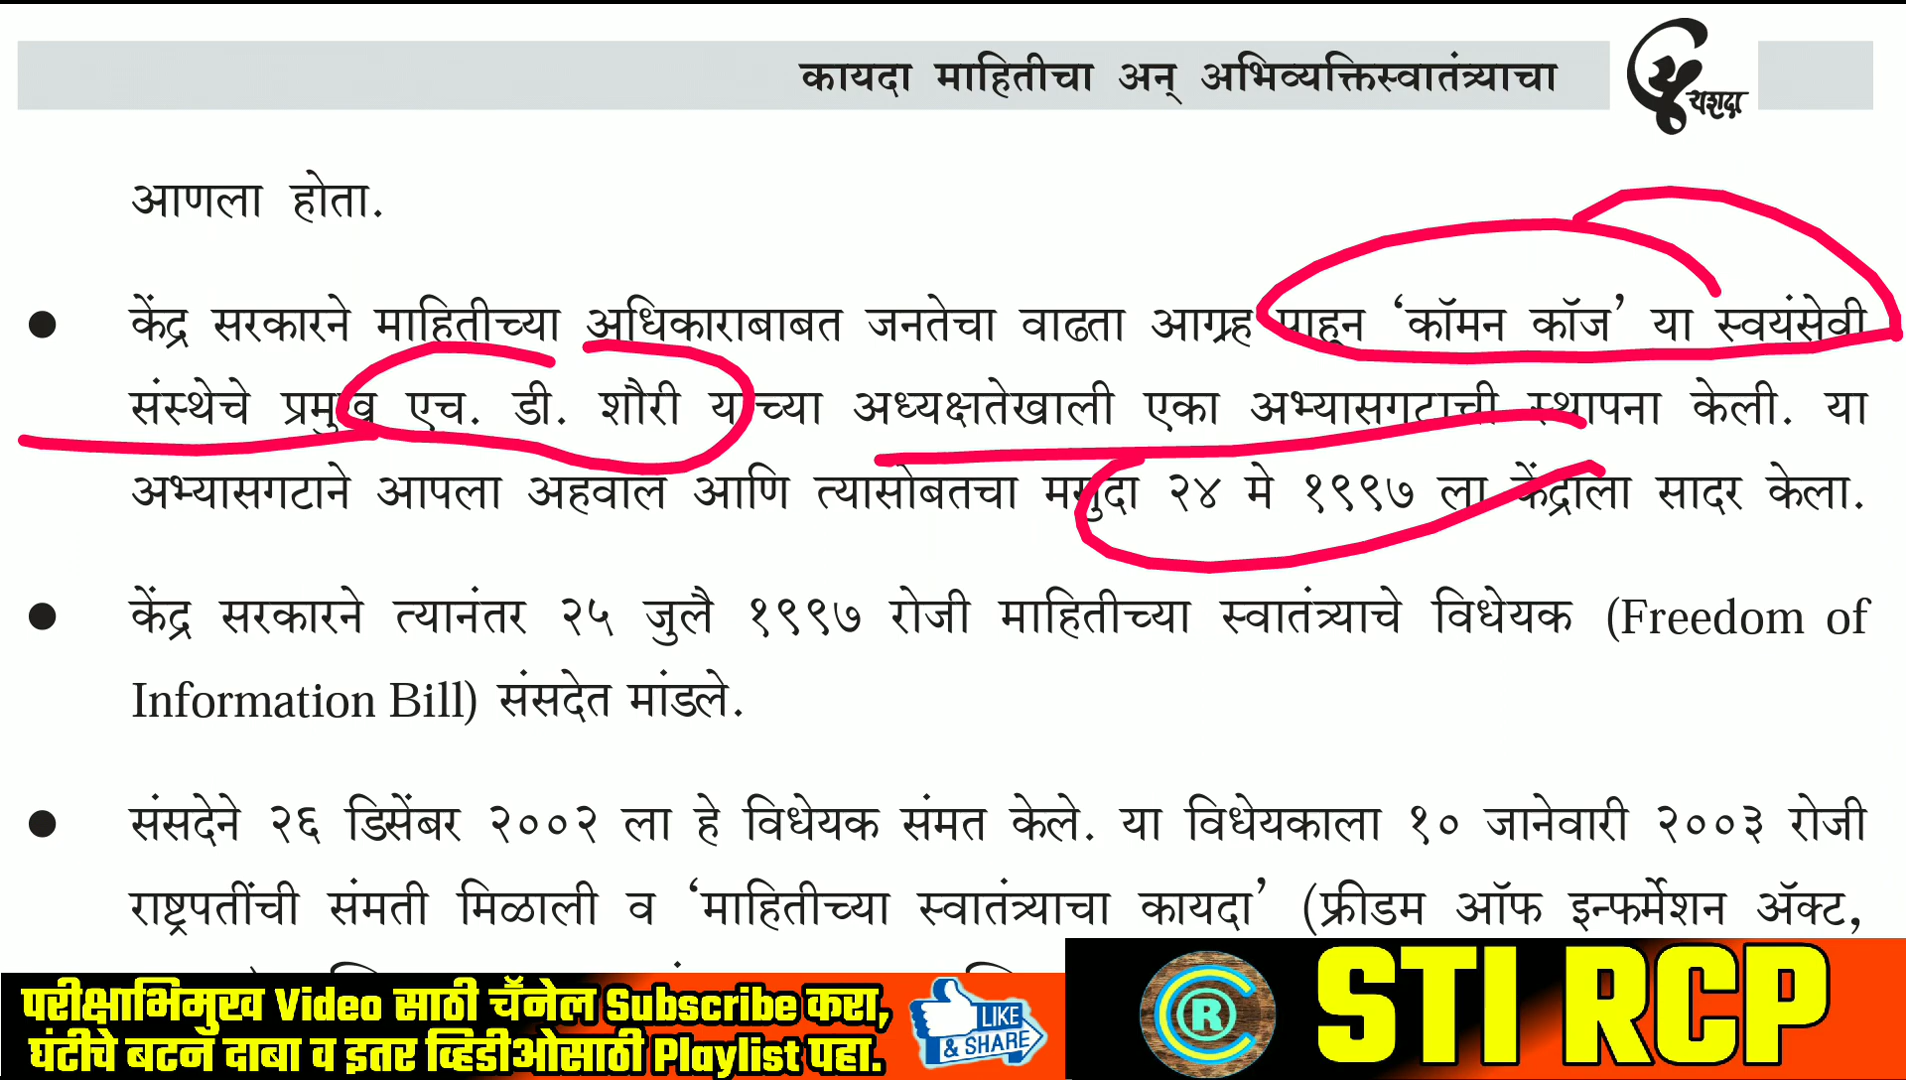 कायदा माहितीचा अन् अभिव्यक्तिस्वातंत्र्याचा
यशदा
आणला होता.
● केंद्र सरकारने माहितीच्या अधिकाराबाबत जनतेचा वाढता आग्रह पाहून ‘कॉमन कॉज’ या स्वयंसेवी
संस्थेचे प्रमुख एच. डी. शौरी यांच्या अध्यक्षतेखाली एका अभ्यासगटाची स्थापना केली. या
अभ्यासगटाने आपला अहवाल आणि त्यासोबतचा मसुदा २४ मे १९९७ ला केंद्राला सादर केला.
● केंद्र सरकारने त्यानंतर २५ जुलै १९९७ रोजी माहितीच्या स्वातंत्र्याचे विधेयक (Freedom of
Information Bill) संसदेत मांडले.
● संसदेने २६ डिसेंबर २००२ ला हे विधेयक संमत केले. या विधेयकाला १० जानेवारी २००३ रोजी
राष्ट्रपतींची संमती मिळाली व ‘माहितीच्या स्वातंत्र्याचा कायदा’ (फ्रीडम ऑफ इन्फर्मेशन ॲक्ट,
परीक्षाभिमुख Video साठी चॅनेल Subscribe करा,
घंटीचे बटन दाबा व इतर व्हिडीओसाठी Playlist पहा.
LIKE
& SHARE
R
STI RCP